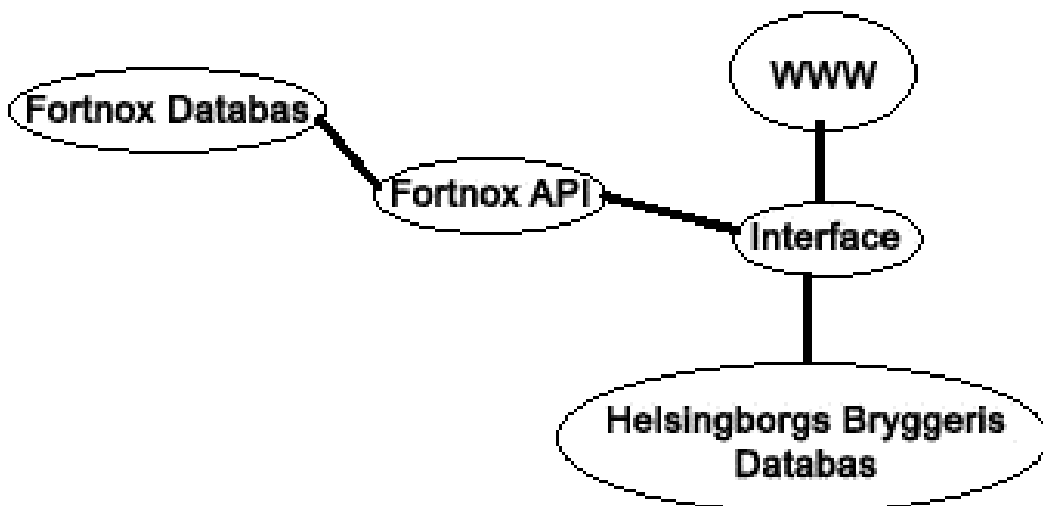 WWW
Fortnox Databas
Fortnox API
Interface
Helsingborgs Bryggeris
Databas